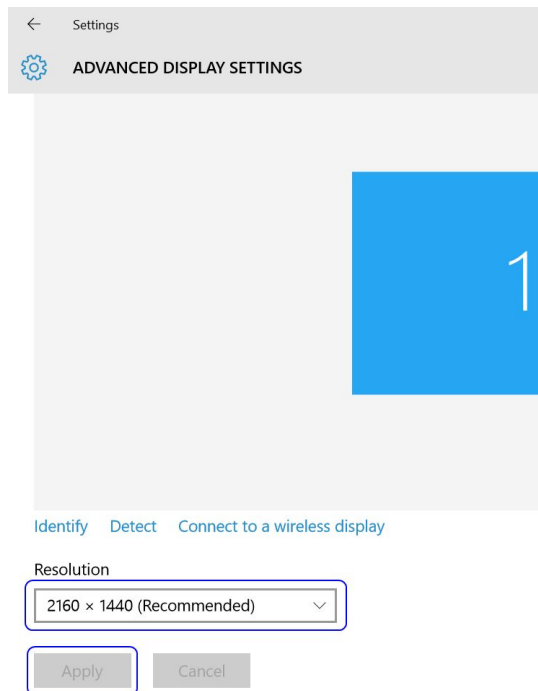 Settings
ADVANCED DISPLAY SETTINGS
1
Identify Detect Connect to a wireless display
Resolution
2160 × 1440 (Recommended)
Apply Cancel